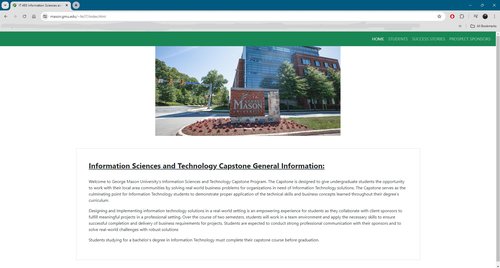 IT 493 Information Sciences a
mason.gmu.edu/
/index.html
All Bookmarks
HOME STUDENTS SUCCESS STORIES PROSPECT SPONSORS
MASON
UNIVERSITY
Information Sciences and Technology Capstone General Information:
Welcome to George Mason University's Information Sciences and Technology Capstone Program. The Capstone is designed to give undergraduate students the opportunity
to work with their local area communities by solving real world business problems for organizations in need of Information Technology solutions. The Capstone serves as the
culminating point for Information Technology students to demonstrate proper application of the technical skills and business concepts learned throughout their degree's
curriculum
Designing and implementing information technology solutions in a real-world setting is an empowering experience for students as they collaborate with client sponsors to
fulfill meaningful projects in a professional setting. Over the course of two semesters, students will work in a team environment and apply the necessary skills to ensure
successful completion and delivery of business requirements for projects. Students are expected to conduct strong professional communication with their sponsors and to
solve real-world challenges with robust solutions
Students studying for a bachelor's degree in Information Technology must complete their capstone course before graduation.